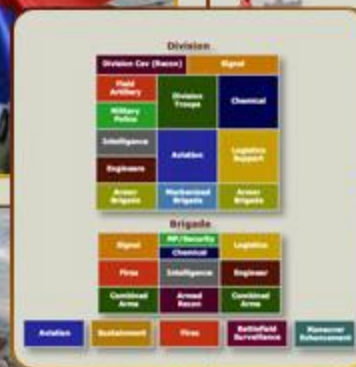 Division
Division Cav (Recon)
Signal
Field
Artillery
Division
Troops
Chemical
Military
Police
Intelligence
Aviation
Logistics
Support
Engineers
Armor
Brigade
Mechanized
Brigade
Armor
Brigade
Brigade
Signal
MP/Security
Chemical
Logistics
Fires
Intelligence
Engineer
Combined
Arms
Armed
Recon
Combined
Arms
Aviation
Sustainment
Fires
Battlefield
Surveillance
Maneuver
Enhancement